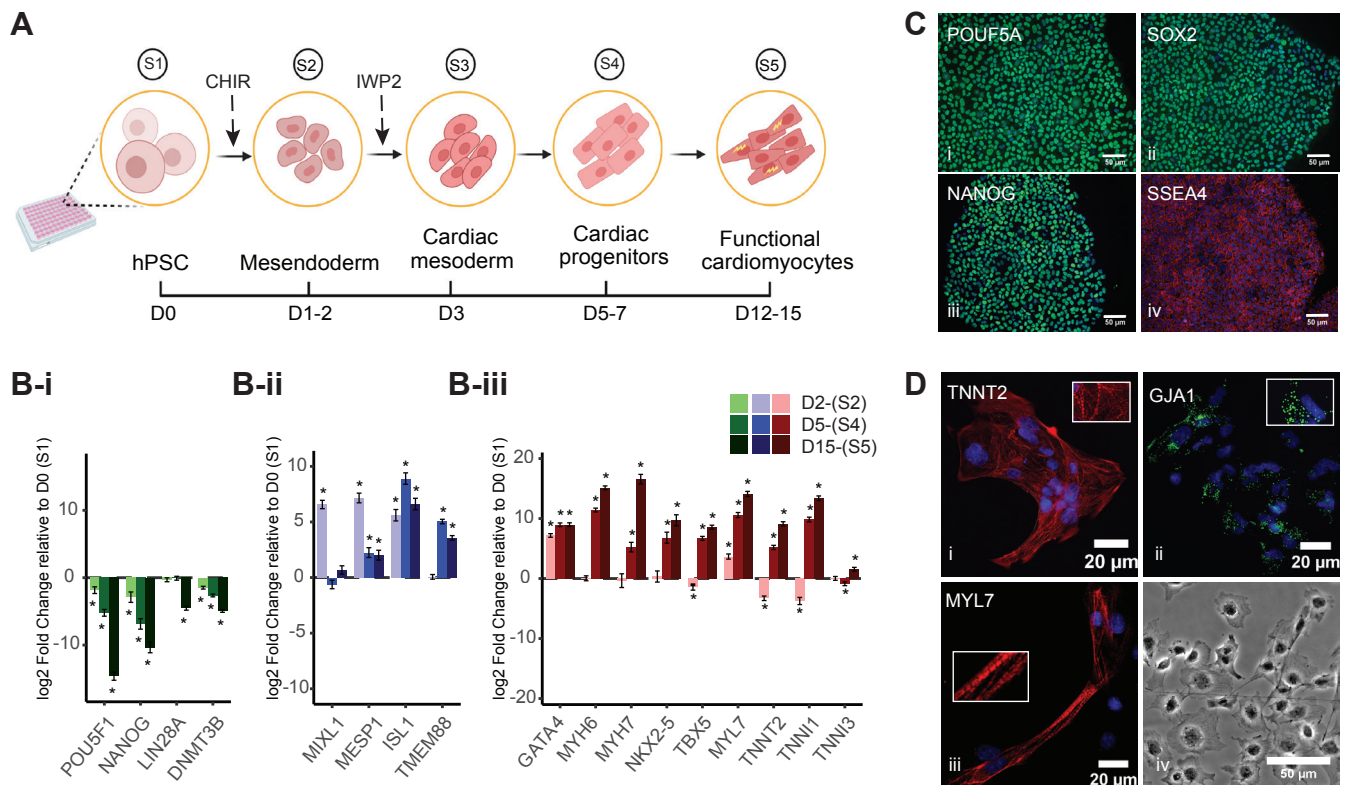 A
S1
S2
S3
S4
S5
CHIR
IWP2
hPSC
Mesendoderm
Cardiac
mesoderm
Cardiac
progenitors
Functional
cardiomyocytes
D0
D1-2
D3
D5-7
D12-15
B-i
log2 Fold Change relative to D0 (S1)
10
0
-10
POU5F1
NANOG
LIN28A
DNMT3B
* * * * * * * * * *
B-ii
log2 Fold Change relative to D0 (S1)
10
5
0
-5
-10
MIXL1
MESP1
ISL1
TMEM88
* * * * * * * * *
B-iii
D2-(S2)
D5-(S4)
D15-(S5)
log2 Fold Change relative to D0 (S1)
20
10
0
-10
-20
GATA4
MYH6
MYH7
NKX2-5
TBX5
MYL7
TNNT2
TNNI1
TNNI3
* * * * * * * * * * * * * * * * * * * * * * *
C
POUF5A
i
50 µm
SOX2
ii
50 µm
NANOG
iii
50 µm
SSEA4
iv
50 µm
D
TNNT2
i
20 µm
GJA1
ii
20 µm
MYL7
iii
20 µm
iv
50 µm